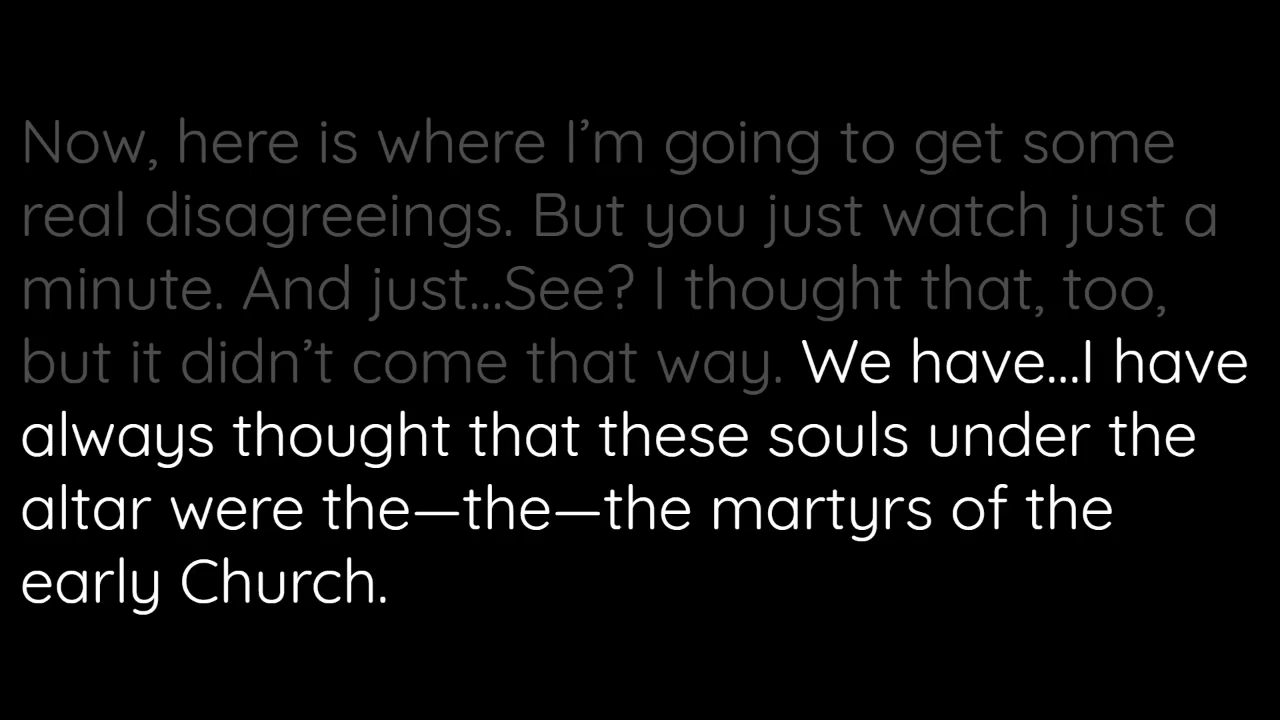 Now, here is where I’m going to get some
real disagreeings. But you just watch just a
minute. And just...See? I thought that, too,
but it didn’t come that way. We have...I have
always thought that these souls under the
altar were the—the—the martyrs of the
early Church.